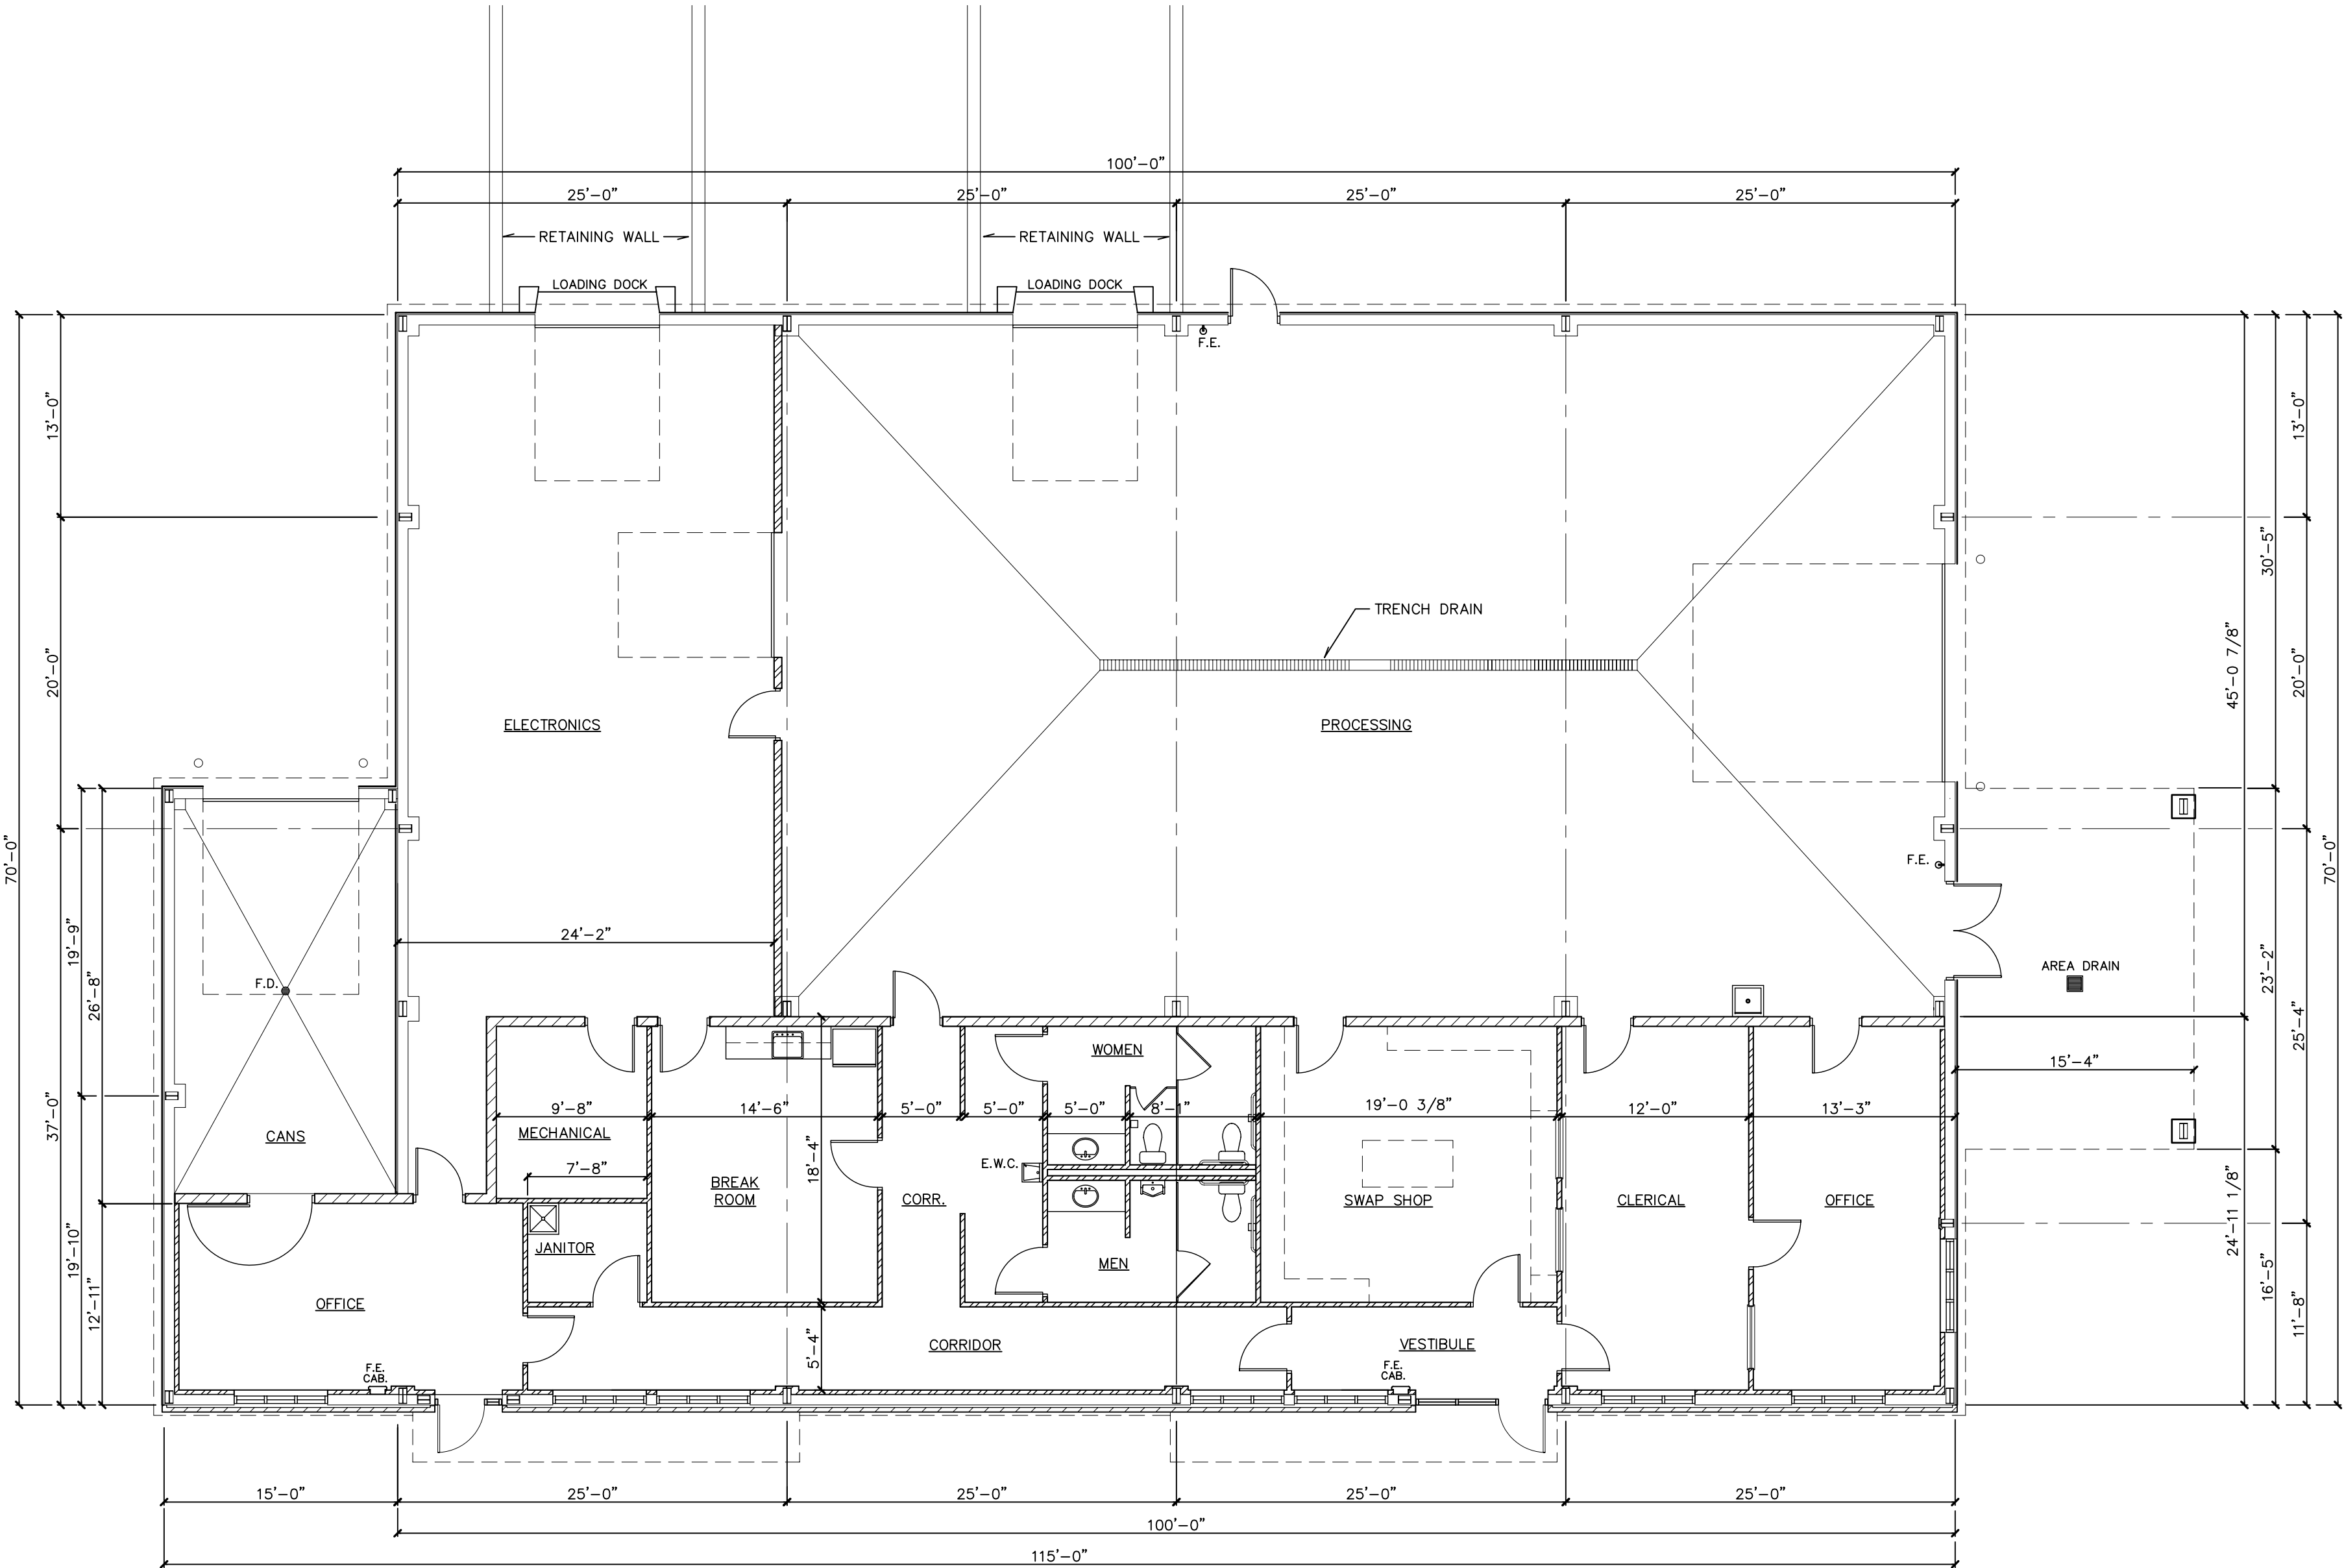 100'-0"
25'-0"
25'-0"
25'-0"
25'-0"
RETAINING WALL
RETAINING WALL
LOADING DOCK
LOADING DOCK
F.E.
13'-0"
13'-0"
30'-5"
TRENCH DRAIN
45'-0 7/8"
20'-0"
20'-0"
ELECTRONICS
PROCESSING
70'-0"
70'-0"
F.E.
24'-2"
19'-9"
26'-8"
F.D.
AREA DRAIN
23'-2"
25'-4"
WOMEN
15'-4"
37'-0"
CANS
9'-8"
14'-6"
5'-0"
5'-0"
5'-0"
8'-1"
19'-0 3/8"
12'-0"
13'-3"
MECHANICAL
7'-8"
18'-4"
E.W.C.
BREAK
ROOM
CORR.
SWAP SHOP
CLERICAL
OFFICE
24'-11 1/8"
19'-10"
JANITOR
MEN
16'-5"
12'-11"
OFFICE
11'-8"
5'-4"
CORRIDOR
VESTIBULE
F.E.
CAB.
F.E.
CAB.
15'-0"
25'-0"
25'-0"
25'-0"
25'-0"
100'-0"
115'-0"